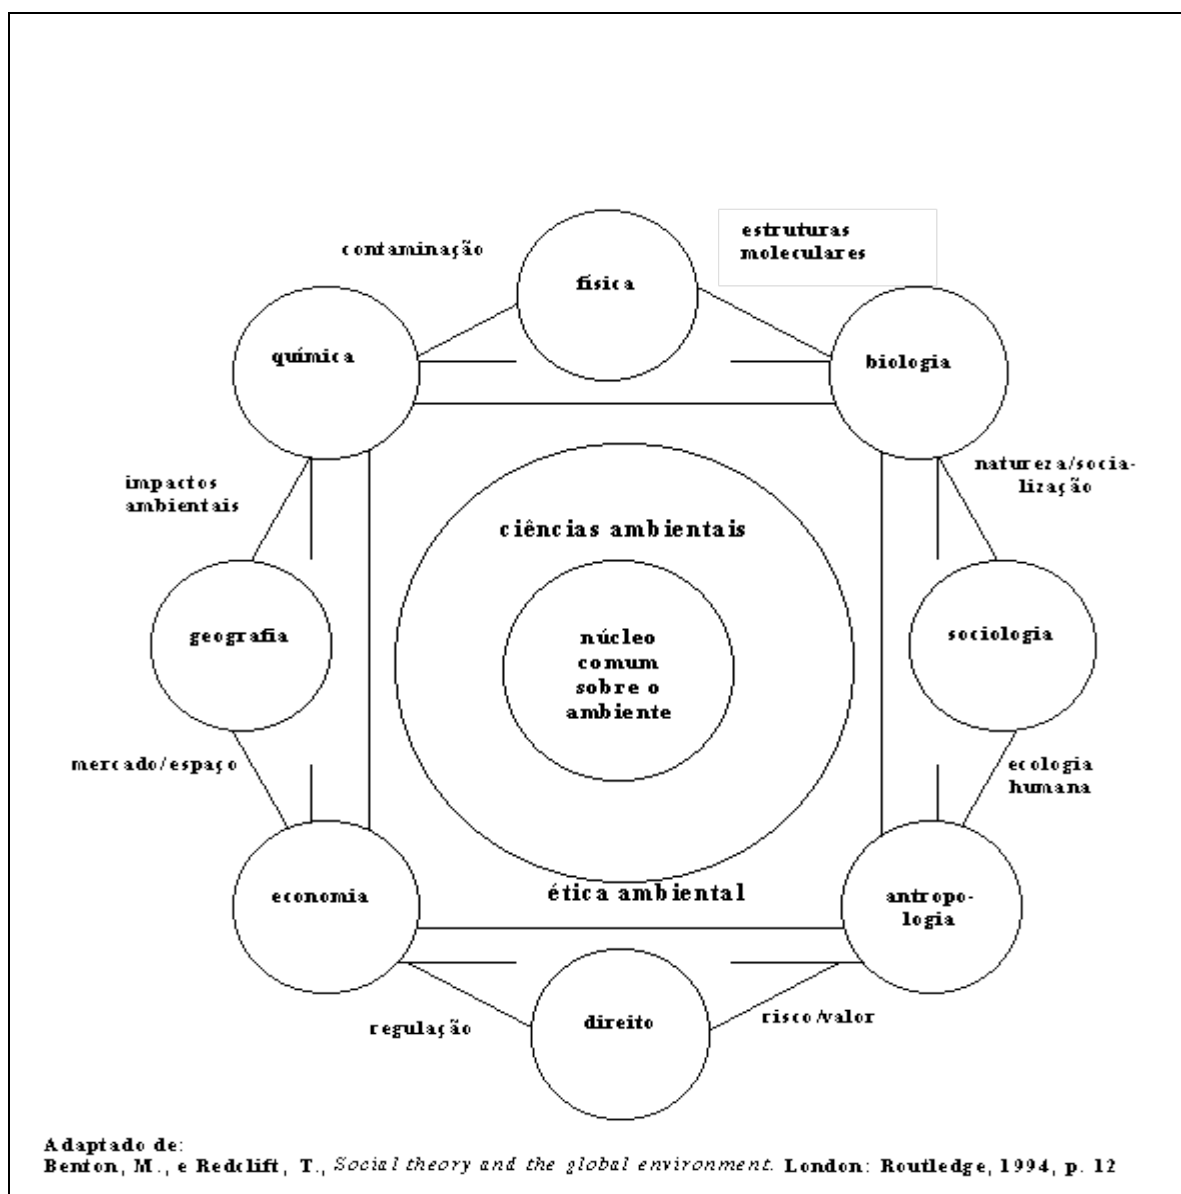 estruturas
moleculares
contaminação
física
química
biologia
impactos
ambientais
natureza/socia-
lização
ciências ambientais
geografia
sociologia
núcleo
comum
sobre o
ambiente
mercado/espaço
ecologia
humana
economia
ética ambiental
antropo-
logia
regulação
direito
risco/valor
Adaptado de:
Benton, M., e Redclift, T., Social theory and the global environment. London: Routledge, 1994, p. 12